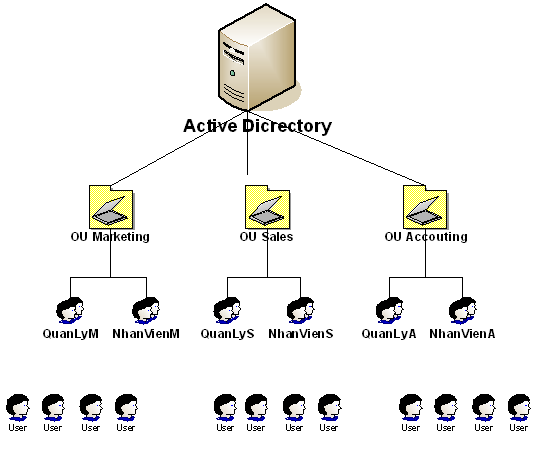 Active Dicrectory
OU Marketing
OU Sales
OU Accouting
QuanLyM
NhanVienM
QuanLyS
NhanVienS
QuanLyA
NhanVienA
User
User
User
User
User
User
User
User
User
User
User
User